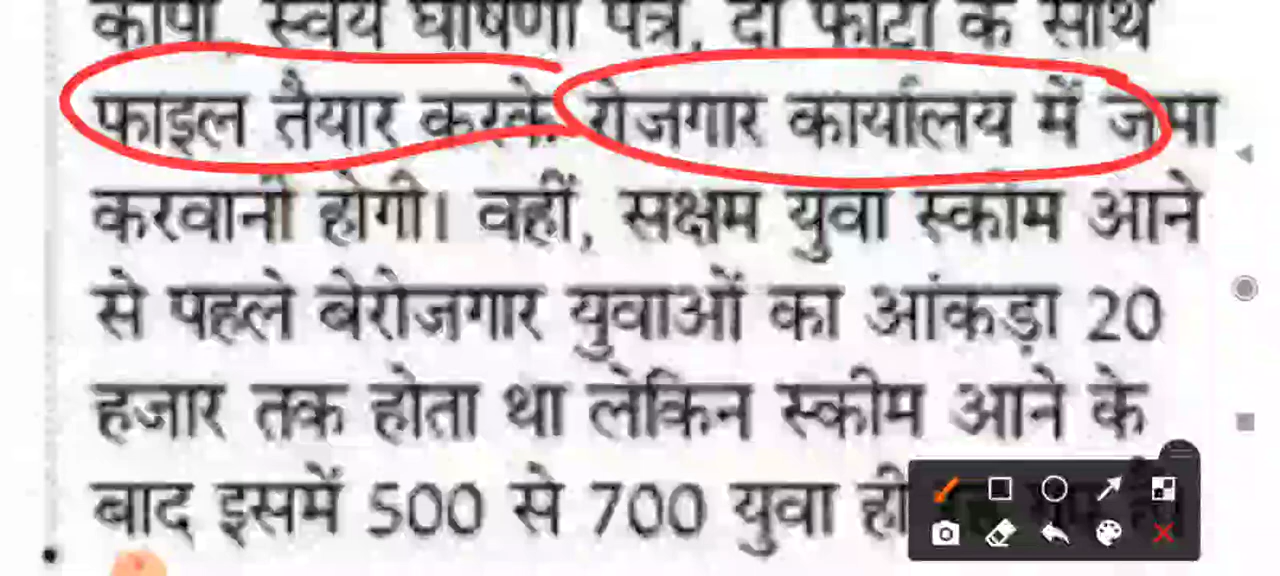 कापी, स्वयं घोषणा पत्र, दो फोटो के साथ
फाइल तैयार करके रोजगार कार्यालय में जमा
करवानी होगी। वहीं, सक्षम युवा स्कीम आने
से पहले बेरोजगार युवाओं का आंकड़ा 20
हजार तक होता था लेकिन स्कीम आने के
बाद इसमें 500 से 700 युवा ही